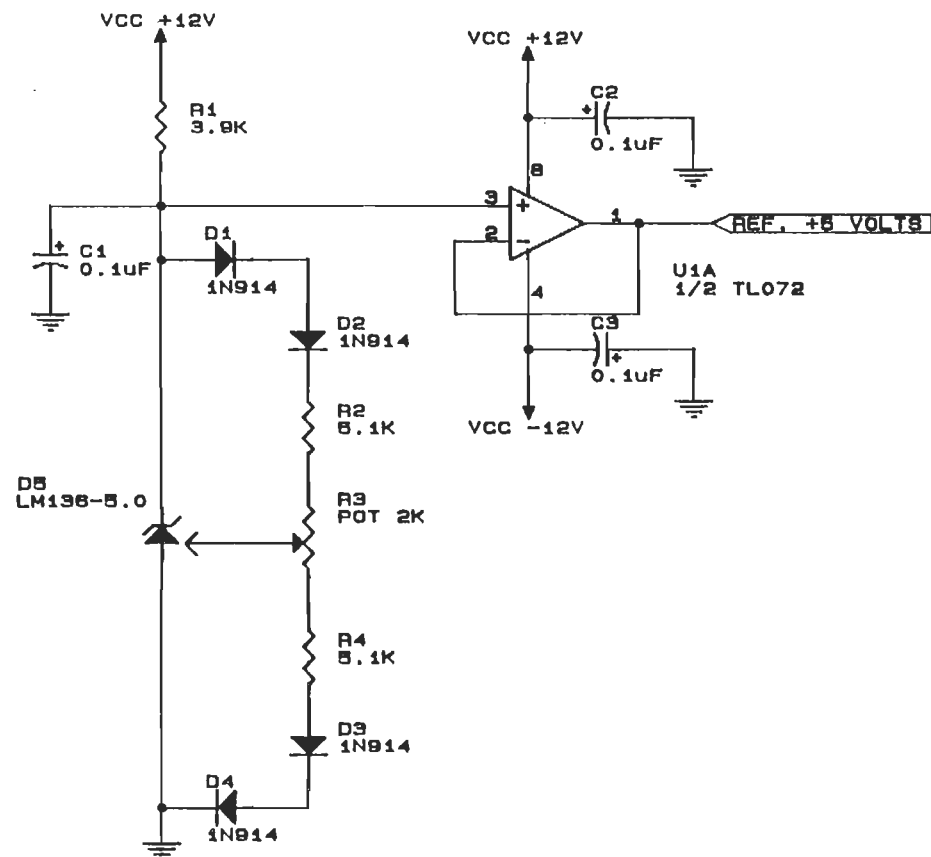 VCC +12V
R1
3.9K
C1
0.1uF
D1
1N914
D2
1N914
R2
5.1K
D5
LM136-5.0
R3
POT 2K
R4
5.1K
D3
1N914
D4
1N914
VCC +12V
C2
0.1uF
8
3
+
2
-
1
4
REF. +5 VOLTS
U1A
1/2 TL072
C3
0.1uF
VCC -12V